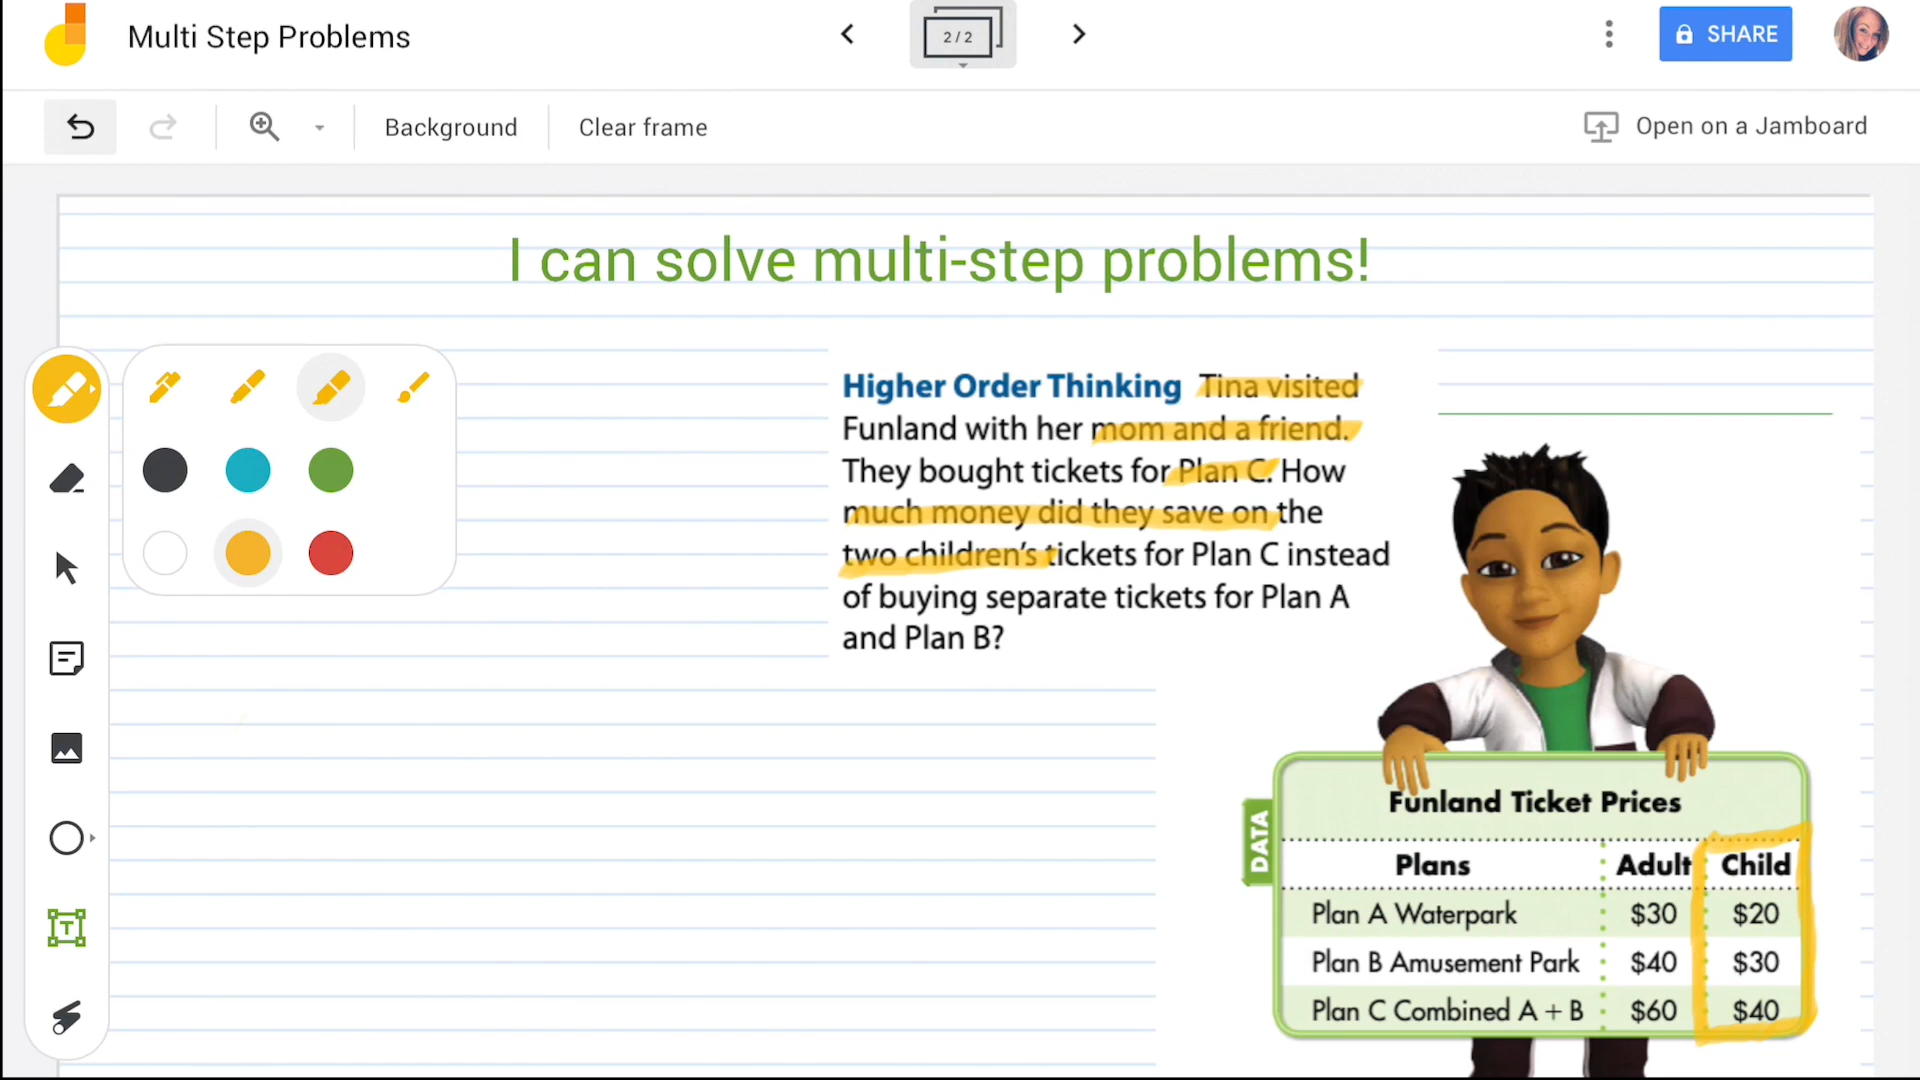 Multi Step Problems
2 / 2
SHARE
Background
Clear frame
Open on a Jamboard
I can solve multi-step problems!
Higher Order Thinking Tina visited
Funland with her mom and a friend.
They bought tickets for Plan C. How
much money did they save on the
two children's tickets for Plan C instead
of buying separate tickets for Plan A
and Plan B?
DATA
Funland Ticket Prices
Plans Adult Child
Plan A Waterpark $30 $20
Plan B Amusement Park $40 $30
Plan C Combined A + B $60 $40
T